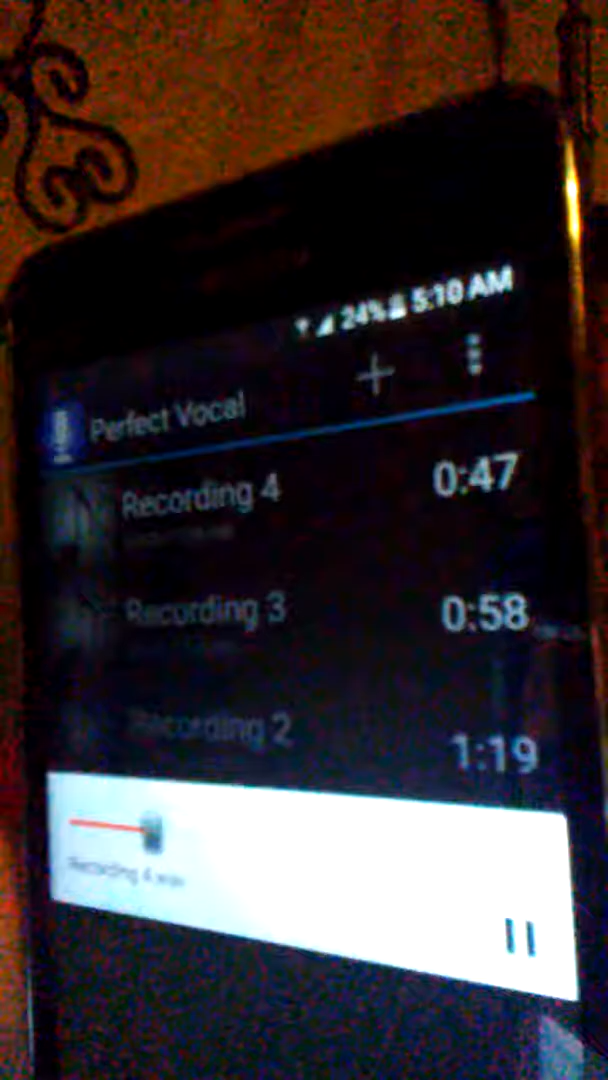 24% 5:10 AM
Perfect Vocal
Recording 4 0:47
Recording 3 0:58
Recording 2 1:19
Recording 4.wav